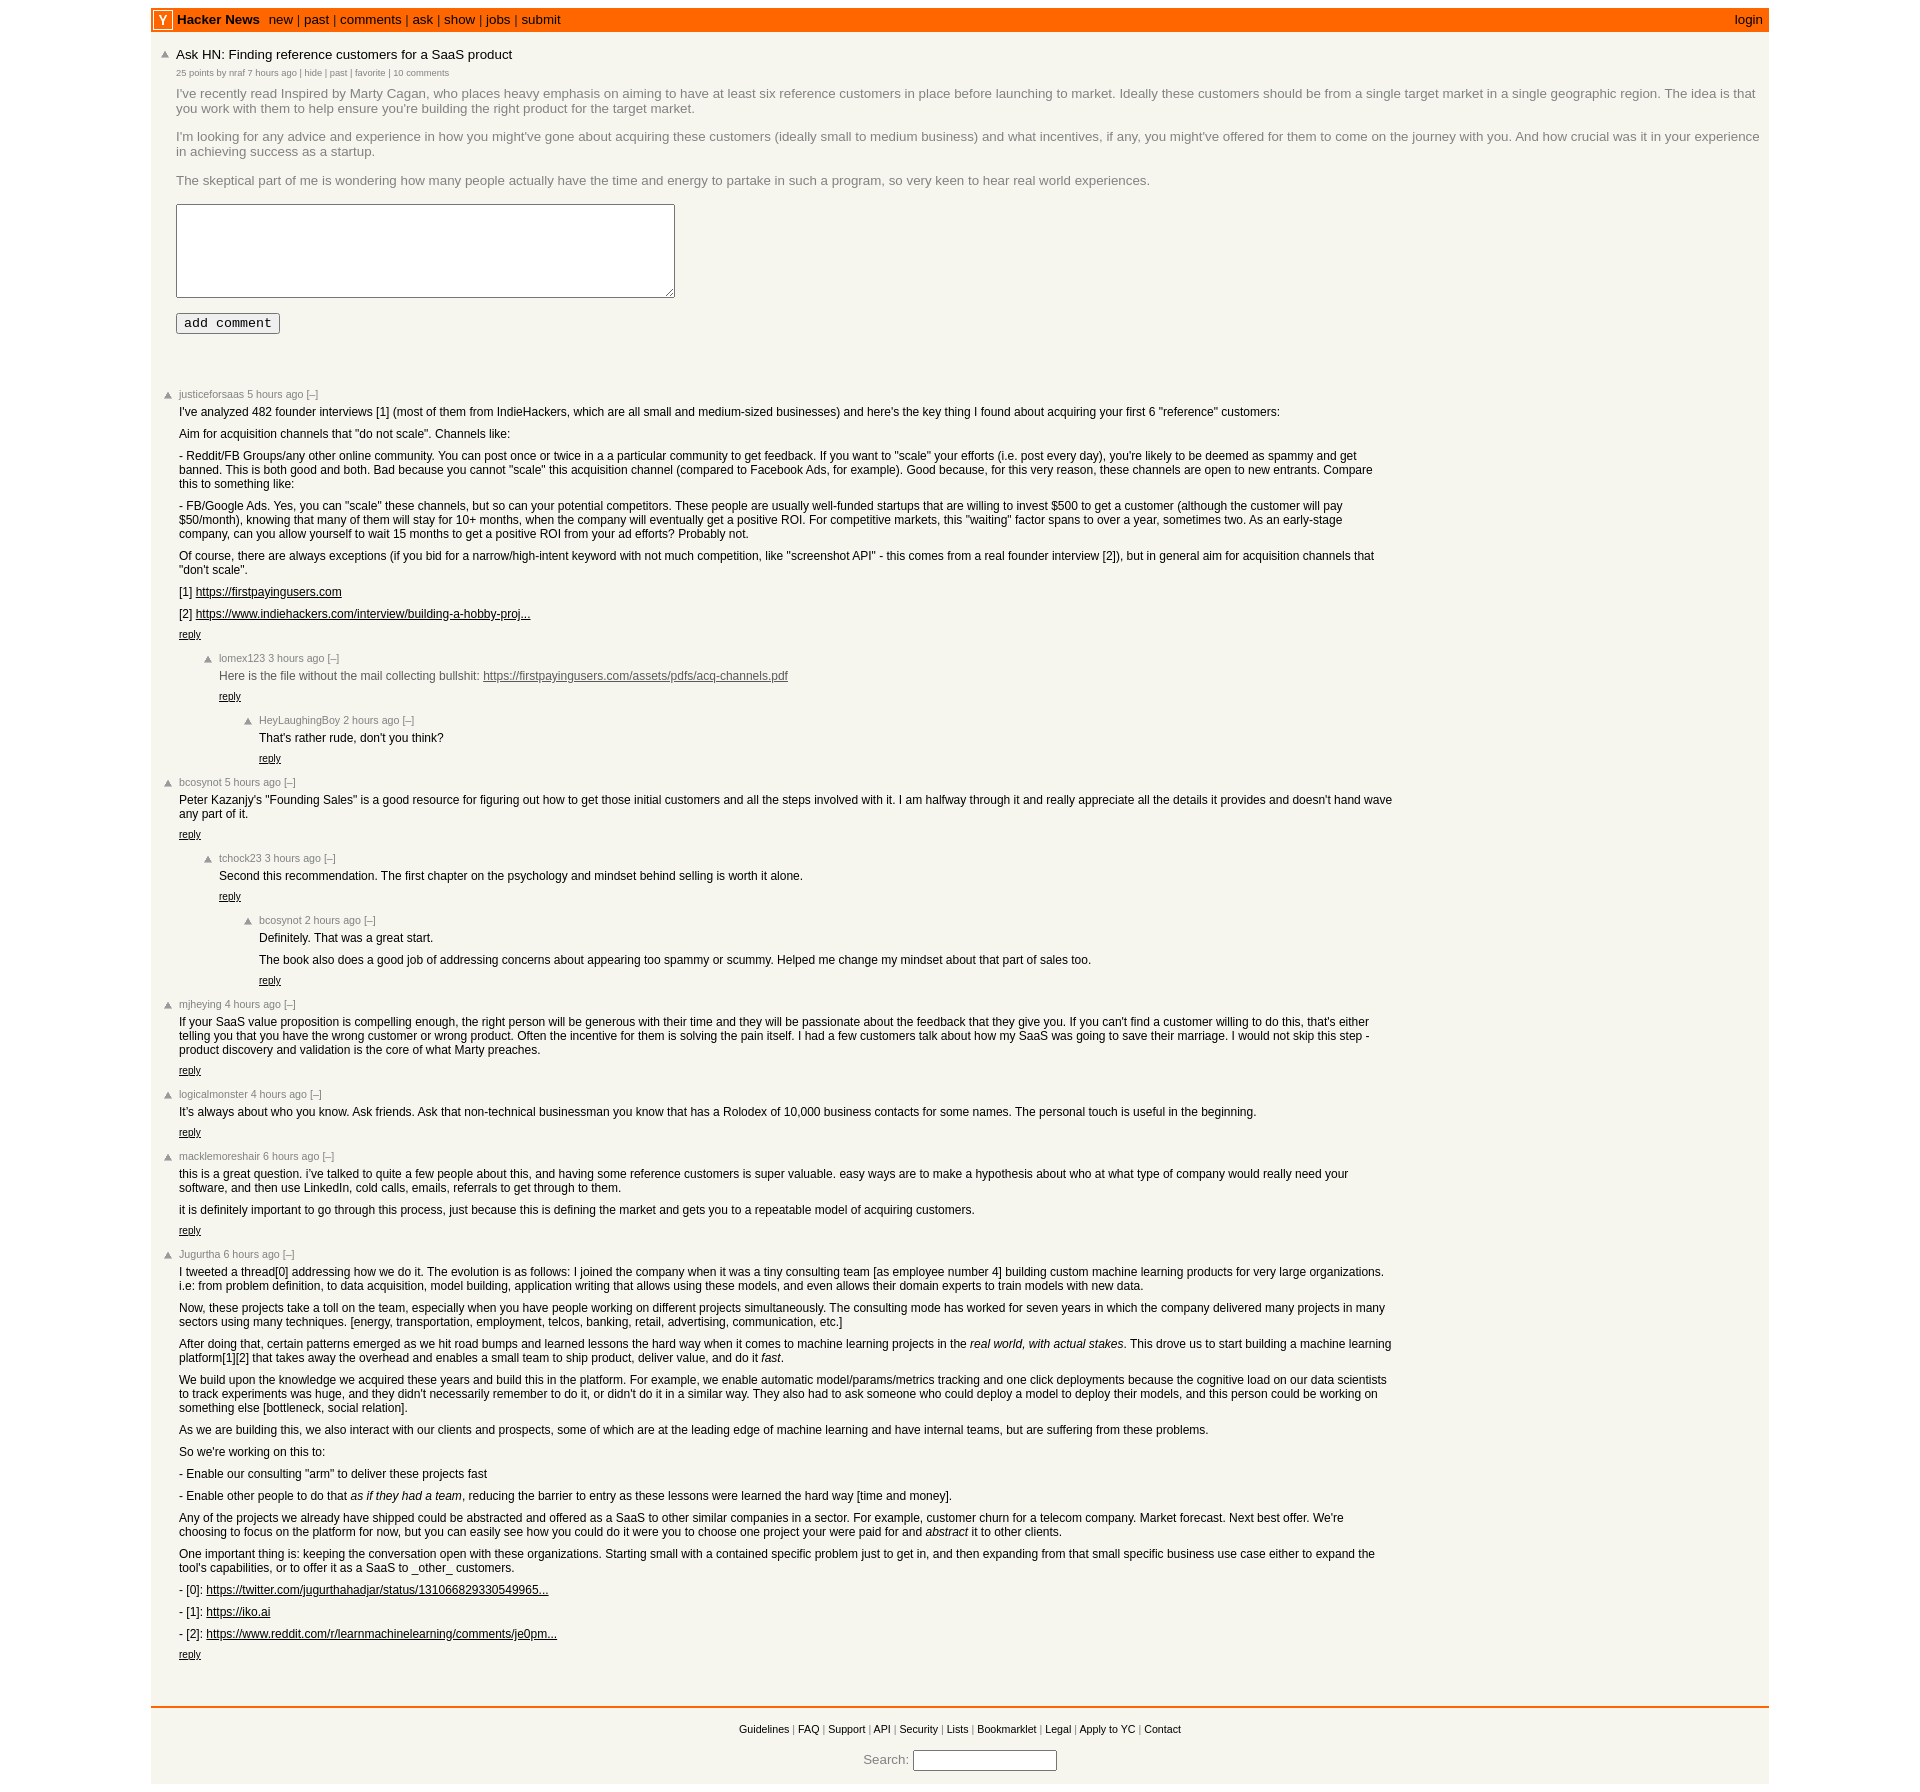 Y Hacker News new | past | comments | ask | show | jobs | submit login
Ask HN: Finding reference customers for a SaaS product
25 points by nraf 7 hours ago | hide | past | favorite | 10 comments
I've recently read Inspired by Marty Cagan, who places heavy emphasis on aiming to have at least six reference customers in place before launching to market. Ideally these customers should be from a single target market in a single geographic region. The idea is that
you work with them to help ensure you're building the right product for the target market.
I'm looking for any advice and experience in how you might've gone about acquiring these customers (ideally small to medium business) and what incentives, if any, you might've offered for them to come on the journey with you. And how crucial was it in your experience
in achieving success as a startup.
The skeptical part of me is wondering how many people actually have the time and energy to partake in such a program, so very keen to hear real world experiences.
add comment
justiceforsaas 5 hours ago [–]
I've analyzed 482 founder interviews [1] (most of them from IndieHackers, which are all small and medium-sized businesses) and here's the key thing I found about acquiring your first 6 "reference" customers:
Aim for acquisition channels that "do not scale". Channels like:
- Reddit/FB Groups/any other online community. You can post once or twice in a a particular community to get feedback. If you want to "scale" your efforts (i.e. post every day), you're likely to be deemed as spammy and get
banned. This is both good and both. Bad because you cannot "scale" this acquisition channel (compared to Facebook Ads, for example). Good because, for this very reason, these channels are open to new entrants. Compare
this to something like:
- FB/Google Ads. Yes, you can "scale" these channels, but so can your potential competitors. These people are usually well-funded startups that are willing to invest $500 to get a customer (although the customer will pay
$50/month), knowing that many of them will stay for 10+ months, when the company will eventually get a positive ROI. For competitive markets, this "waiting" factor spans to over a year, sometimes two. As an early-stage
company, can you allow yourself to wait 15 months to get a positive ROI from your ad efforts? Probably not.
Of course, there are always exceptions (if you bid for a narrow/high-intent keyword with not much competition, like "screenshot API" - this comes from a real founder interview [2]), but in general aim for acquisition channels that
"don't scale".
[1] https://firstpayingusers.com
[2] https://www.indiehackers.com/interview/building-a-hobby-proj...
reply
lomex123 3 hours ago [–]
Here is the file without the mail collecting bullshit: https://firstpayingusers.com/assets/pdfs/acq-channels.pdf
reply
HeyLaughingBoy 2 hours ago [–]
That's rather rude, don't you think?
reply
bcosynot 5 hours ago [–]
Peter Kazanjy's "Founding Sales" is a good resource for figuring out how to get those initial customers and all the steps involved with it. I am halfway through it and really appreciate all the details it provides and doesn't hand wave
any part of it.
reply
tchock23 3 hours ago [–]
Second this recommendation. The first chapter on the psychology and mindset behind selling is worth it alone.
reply
bcosynot 2 hours ago [–]
Definitely. That was a great start.
The book also does a good job of addressing concerns about appearing too spammy or scummy. Helped me change my mindset about that part of sales too.
reply
mjheying 4 hours ago [–]
If your SaaS value proposition is compelling enough, the right person will be generous with their time and they will be passionate about the feedback that they give you. If you can't find a customer willing to do this, that's either
telling you that you have the wrong customer or wrong product. Often the incentive for them is solving the pain itself. I had a few customers talk about how my SaaS was going to save their marriage. I would not skip this step -
product discovery and validation is the core of what Marty preaches.
reply
logicalmonster 4 hours ago [–]
It’s always about who you know. Ask friends. Ask that non-technical businessman you know that has a Rolodex of 10,000 business contacts for some names. The personal touch is useful in the beginning.
reply
macklemoreshair 6 hours ago [–]
this is a great question. i’ve talked to quite a few people about this, and having some reference customers is super valuable. easy ways are to make a hypothesis about who at what type of company would really need your
software, and then use LinkedIn, cold calls, emails, referrals to get through to them.
it is definitely important to go through this process, just because this is defining the market and gets you to a repeatable model of acquiring customers.
reply
Jugurtha 6 hours ago [–]
I tweeted a thread[0] addressing how we do it. The evolution is as follows: I joined the company when it was a tiny consulting team [as employee number 4] building custom machine learning products for very large organizations.
i.e: from problem definition, to data acquisition, model building, application writing that allows using these models, and even allows their domain experts to train models with new data.
Now, these projects take a toll on the team, especially when you have people working on different projects simultaneously. The consulting mode has worked for seven years in which the company delivered many projects in many
sectors using many techniques. [energy, transportation, employment, telcos, banking, retail, advertising, communication, etc.]
After doing that, certain patterns emerged as we hit road bumps and learned lessons the hard way when it comes to machine learning projects in the real world, with actual stakes. This drove us to start building a machine learning
platform[1][2] that takes away the overhead and enables a small team to ship product, deliver value, and do it fast.
We build upon the knowledge we acquired these years and build this in the platform. For example, we enable automatic model/params/metrics tracking and one click deployments because the cognitive load on our data scientists
to track experiments was huge, and they didn't necessarily remember to do it, or didn't do it in a similar way. They also had to ask someone who could deploy a model to deploy their models, and this person could be working on
something else [bottleneck, social relation].
As we are building this, we also interact with our clients and prospects, some of which are at the leading edge of machine learning and have internal teams, but are suffering from these problems.
So we're working on this to:
- Enable our consulting "arm" to deliver these projects fast
- Enable other people to do that as if they had a team, reducing the barrier to entry as these lessons were learned the hard way [time and money].
Any of the projects we already have shipped could be abstracted and offered as a SaaS to other similar companies in a sector. For example, customer churn for a telecom company. Market forecast. Next best offer. We're
choosing to focus on the platform for now, but you can easily see how you could do it were you to choose one project your were paid for and abstract it to other clients.
One important thing is: keeping the conversation open with these organizations. Starting small with a contained specific problem just to get in, and then expanding from that small specific business use case either to expand the
tool's capabilities, or to offer it as a SaaS to _other_ customers.
- [0]: https://twitter.com/jugurthahadjar/status/131066829330549965...
- [1]: https://iko.ai
- [2]: https://www.reddit.com/r/learnmachinelearning/comments/je0pm...
reply
Guidelines | FAQ | Support | API | Security | Lists | Bookmarklet | Legal | Apply to YC | Contact
Search: